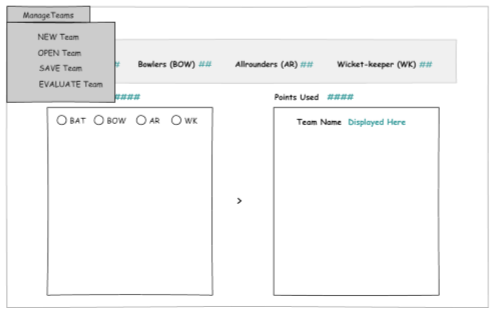 ManageTeams
NEW Team
OPEN Team
SAVE Team
EVALUATE Team
# Bowlers (BOW) ## Allrounders (AR) ## Wicket-keeper (WK) ##
#### Points Used ####
BAT BOW AR WK
Team Name Displayed Here
>